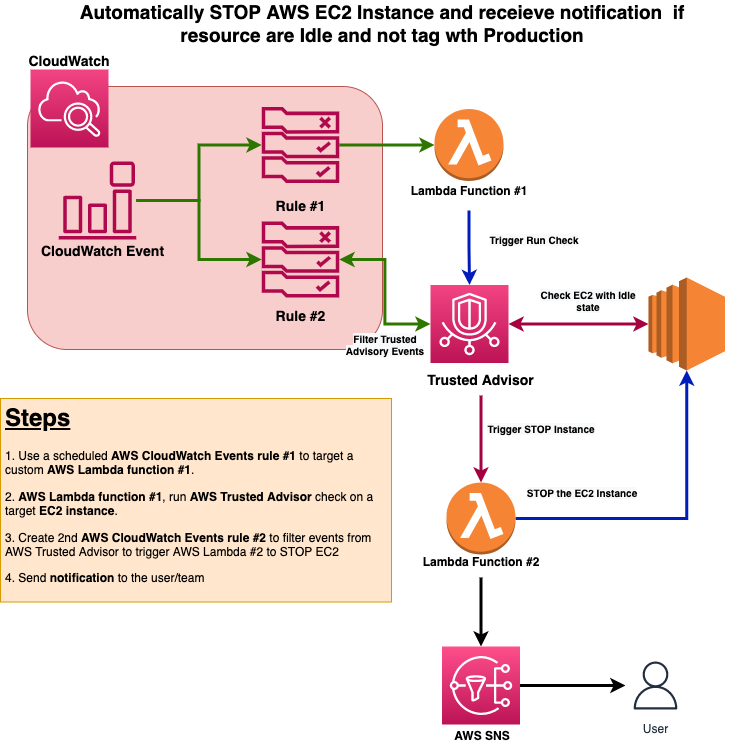 Automatically STOP AWS EC2 Instance and receieve notification if
resource are Idle and not tag wth Production
CloudWatch
CloudWatch Event
Rule #1
Rule #2
Lambda Function #1
Trigger Run Check
Check EC2 with Idle
state
Filter Trusted
Advisory Events
Trusted Advisor
Trigger STOP Instance
STOP the EC2 Instance
Lambda Function #2
AWS SNS
User
Steps
1. Use a scheduled AWS CloudWatch Events rule #1 to target a
custom AWS Lambda function #1.
2. AWS Lambda function #1, run AWS Trusted Advisor check on a
target EC2 instance.
3. Create 2nd AWS CloudWatch Events rule #2 to filter events from
AWS Trusted Advisor to trigger AWS Lambda #2 to STOP EC2
4. Send notification to the user/team